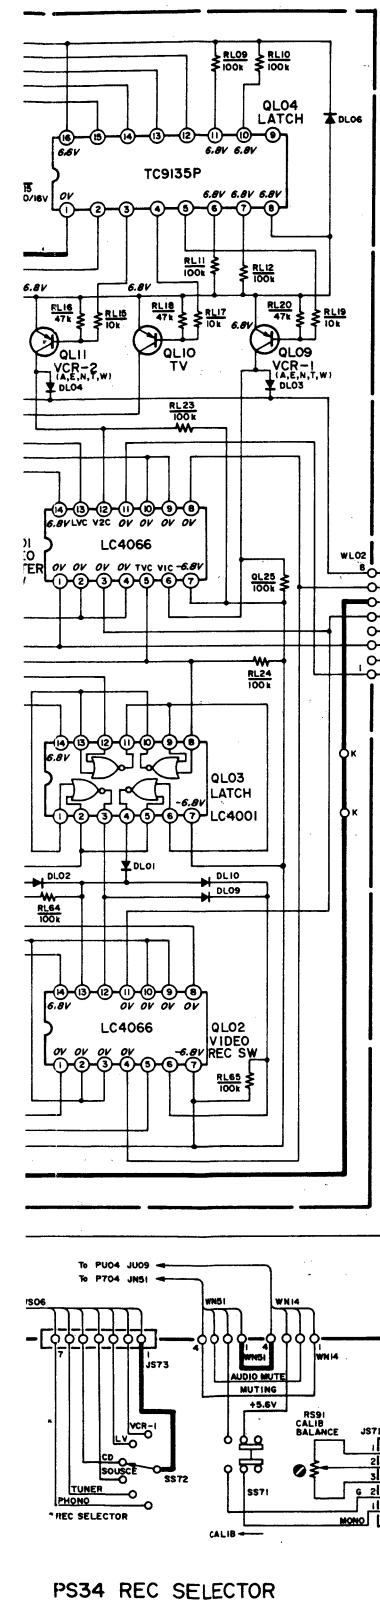 RL09 RL10
100k 100k
QL04
LATCH
16 15 14 13 12 11 10 9
DL06
6.8V 6.8V 6.8V
TC9135P
0V 6.8V 6.8V 6.8V
0/16V
1 2 3 4 5 6 7 8
RL11
100k
RL12
100k
6.8V 6.8V
RL16
47k
RL15
10k
RL18
47k
RL17
10k
6.8V
RL20
47k
RL19
10k
QL11
VCR-2
(A,E,N,T,W)
DL04
QL10
TV
QL09
VCR-1
(A,E,N,T,W)
DL03
RL23
100k
14 13 12 11 10 9 8
6.8V LVC V2C 0V 0V 0V 0V
LC4066
0V 0V 0V TVC V1C -6.8V
1 2 3 4 5 6 7
WL02
8
QL25
100k
1
RL24
100k
14 13 12 11 10 9 8
6.8V
QL03
LATCH
LC4001
-6.8V
1 2 3 4 5 6 7
K
K
DL01
DL02 DL10
DL09
RL64
100k
14 13 12 11 10 9 8
6.8V 0V 0V 0V 0V
LC4066
QL02
VIDEO
REC SW
0V 0V 0V 0V -6.8V
1 2 3 4 5 6 7
RL65
100k
To PU04 JU09
To P704 JN51
WN51 WN14
7 1
JS73
4 1 4 1
WN51 WN14
AUDIO MUTE
MUTING
+5.6V
RS91
CALIB
BALANCE
VCR-1
LV
CD
SOUSCE
SS72
TUNER
PHONO
REC SELECTOR
SS71
1
2
3
G 2
1
MONO
CALIB
PS34 REC SELECTOR